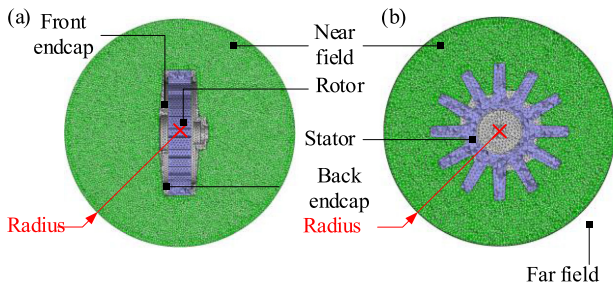 (a)
Front
endcap
Near
field
Rotor
(b)
Stator
Back
endcap
Radius
Radius
Far field